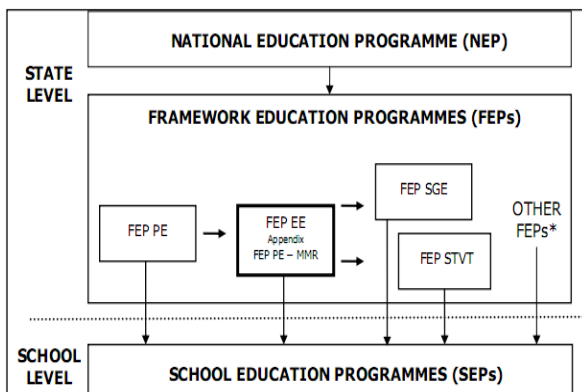 NATIONAL EDUCATION PROGRAMME (NEP)
STATE
LEVEL
FRAMEWORK EDUCATION PROGRAMMES (FEPs)
FEP PE
FEP EE
Appendix
FEP PE – MMR
FEP SGE
FEP STVT
OTHER
FEPs*
SCHOOL
LEVEL
SCHOOL EDUCATION PROGRAMMES (SEPs)